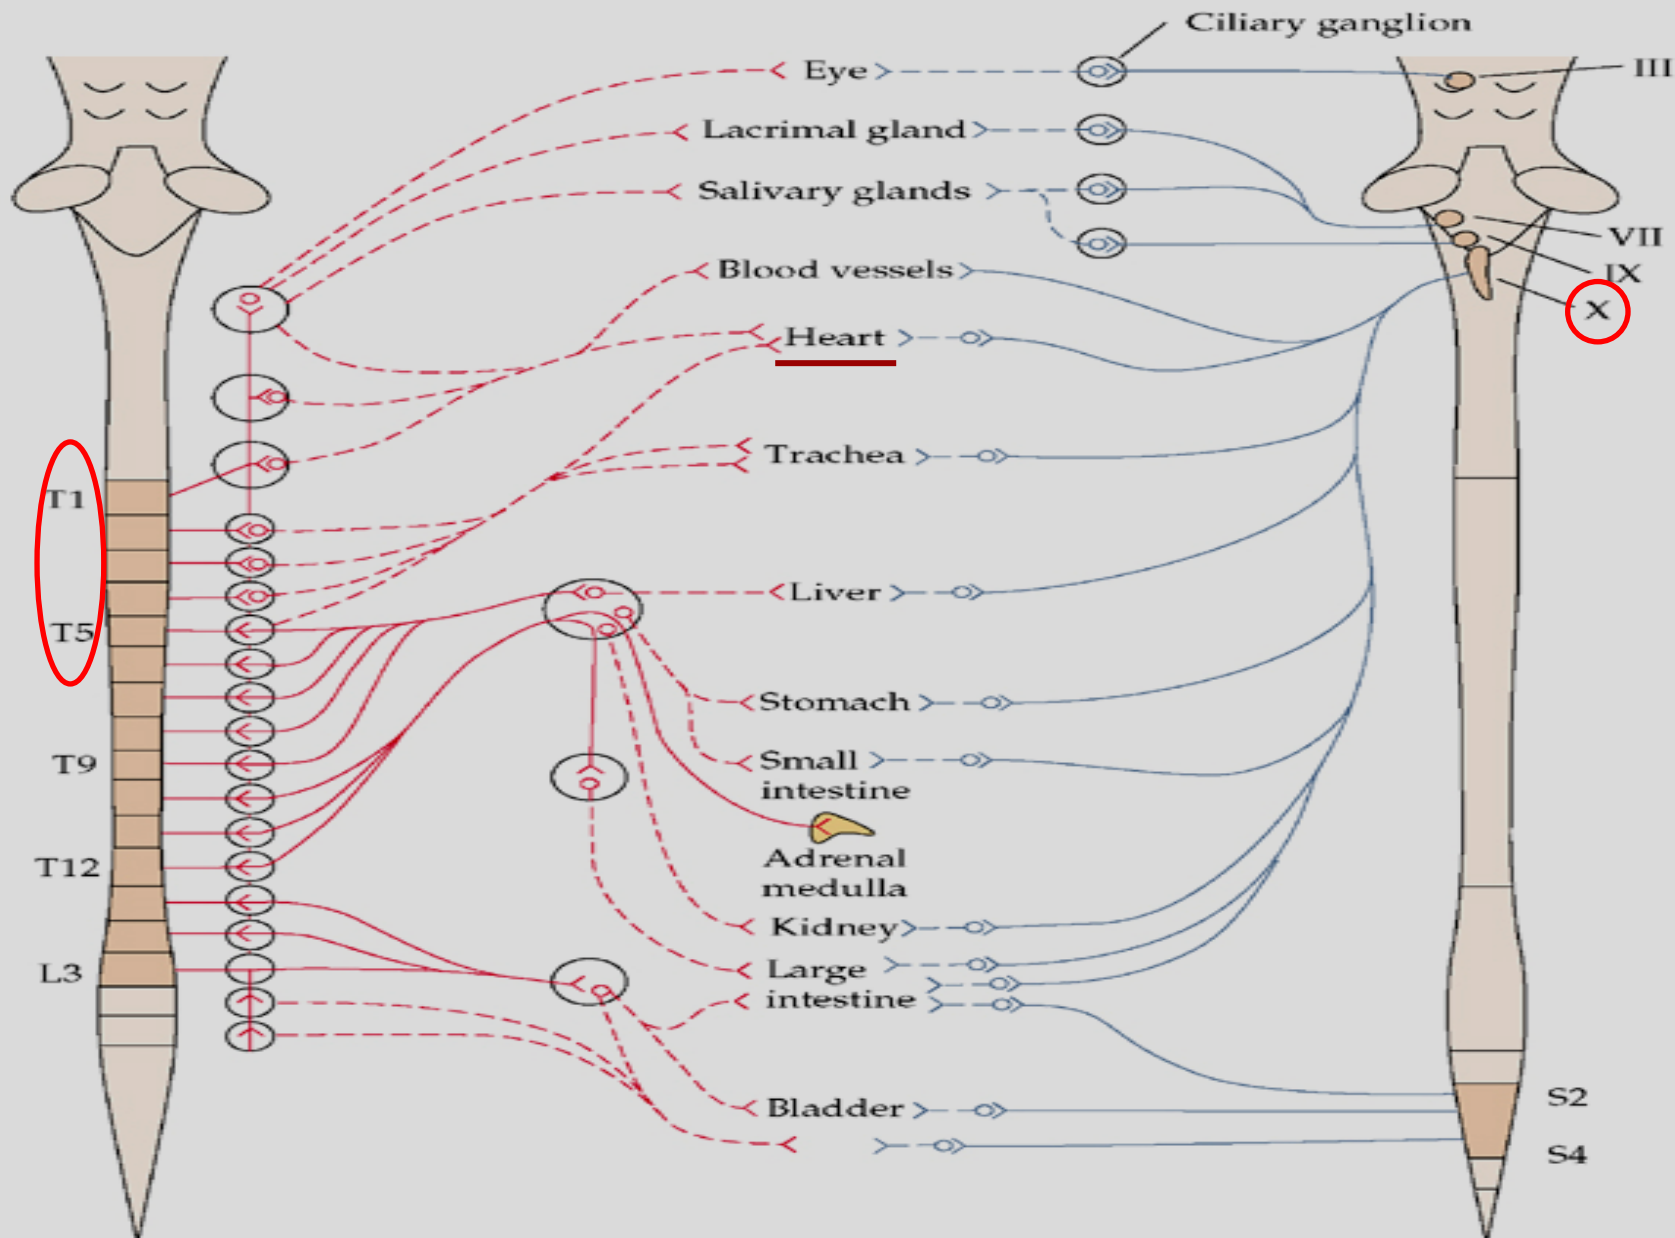 Ciliary ganglion
Eye
III
Lacrimal gland
Salivary glands
VII
Blood vessels
IX
X
Heart
Trachea
T1
Liver
T5
Stomach
T9
Small
intestine
Adrenal
medulla
T12
Kidney
L3
Large
intestine
S2
Bladder
S4